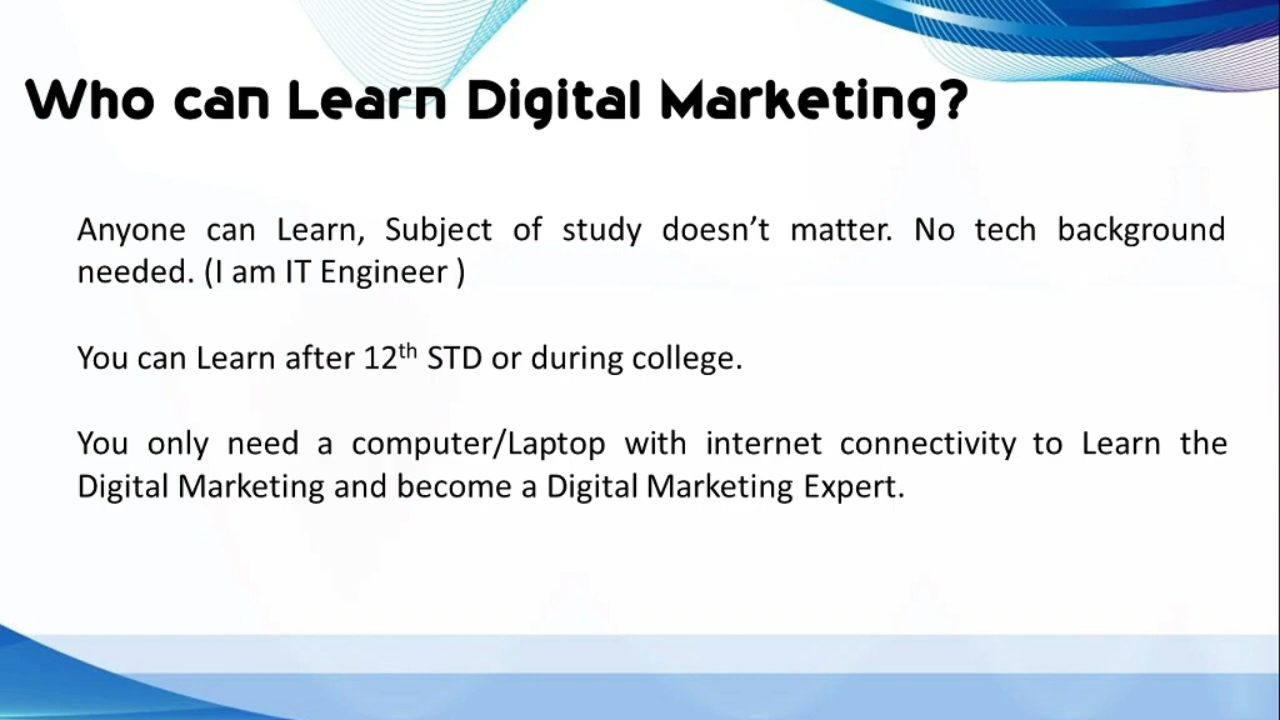 Who can Learn Digital Marketing?
Anyone can Learn, Subject of study doesn’t matter. No tech background
needed. (I am IT Engineer )
You can Learn after 12th STD or during college.
You only need a computer/Laptop with internet connectivity to Learn the
Digital Marketing and become a Digital Marketing Expert.